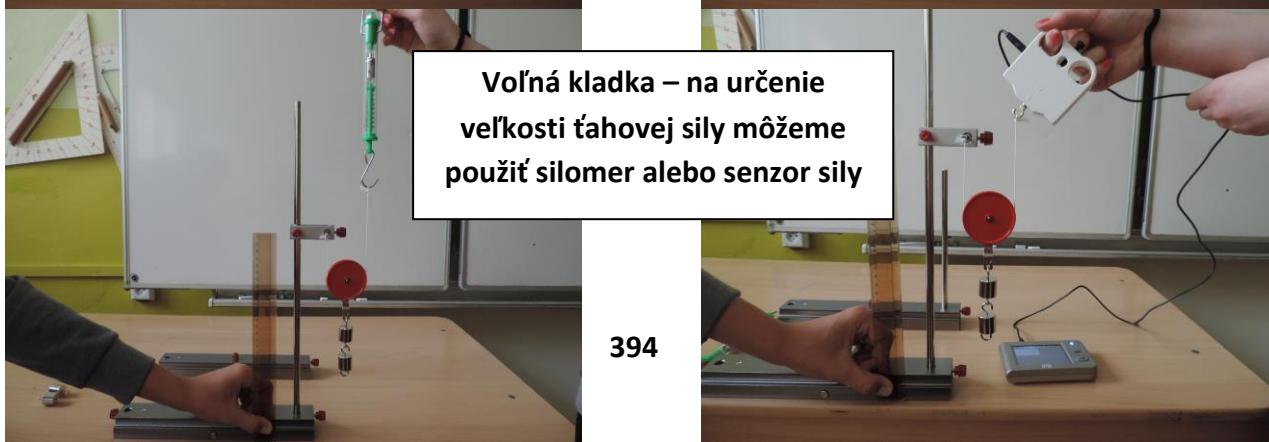 Voľná kladka – na určenie
veľkosti ťahovej sily môžeme
použiť silomer alebo senzor sily
394